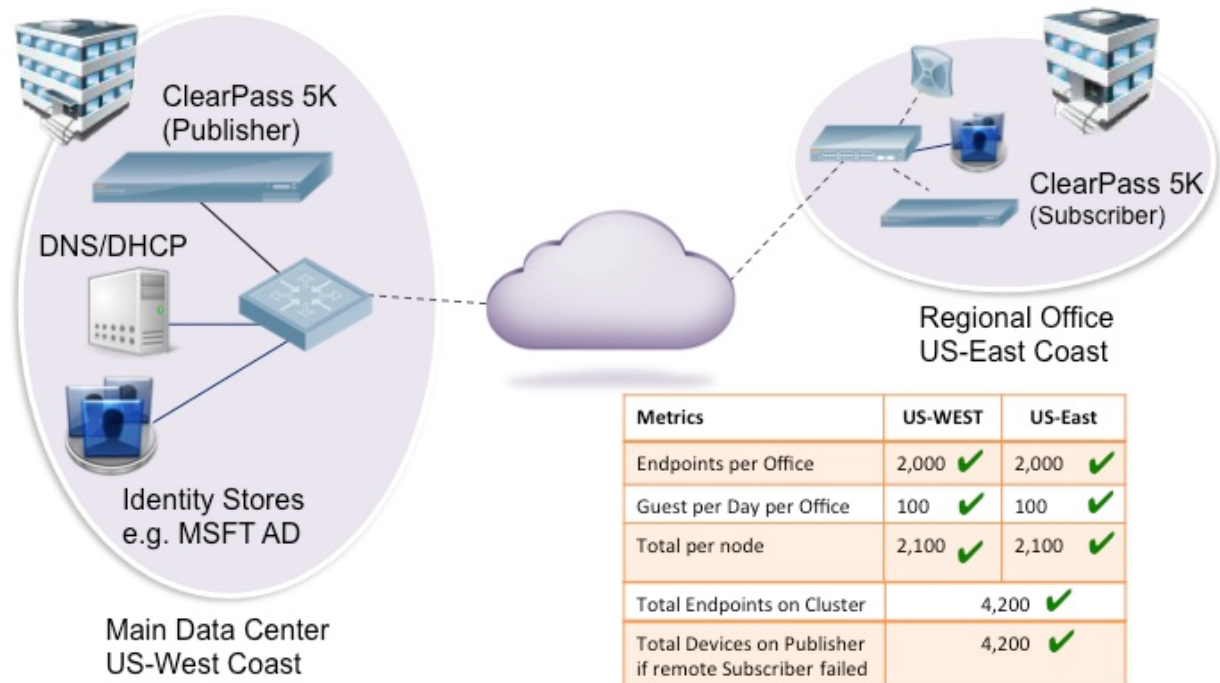 ClearPass 5K
(Publisher)
DNS/DHCP
Identity Stores
e.g. MSFT AD
Main Data Center
US-West Coast
ClearPass 5K
(Subscriber)
Regional Office
US-East Coast
Metrics US-WEST US-East
Endpoints per Office 2,000 ✔ 2,000 ✔
Guest per Day per Office 100 ✔ 100 ✔
Total per node 2,100 ✔ 2,100 ✔
Total Endpoints on Cluster 4,200 ✔
Total Devices on Publisher 4,200 ✔
if remote Subscriber failed